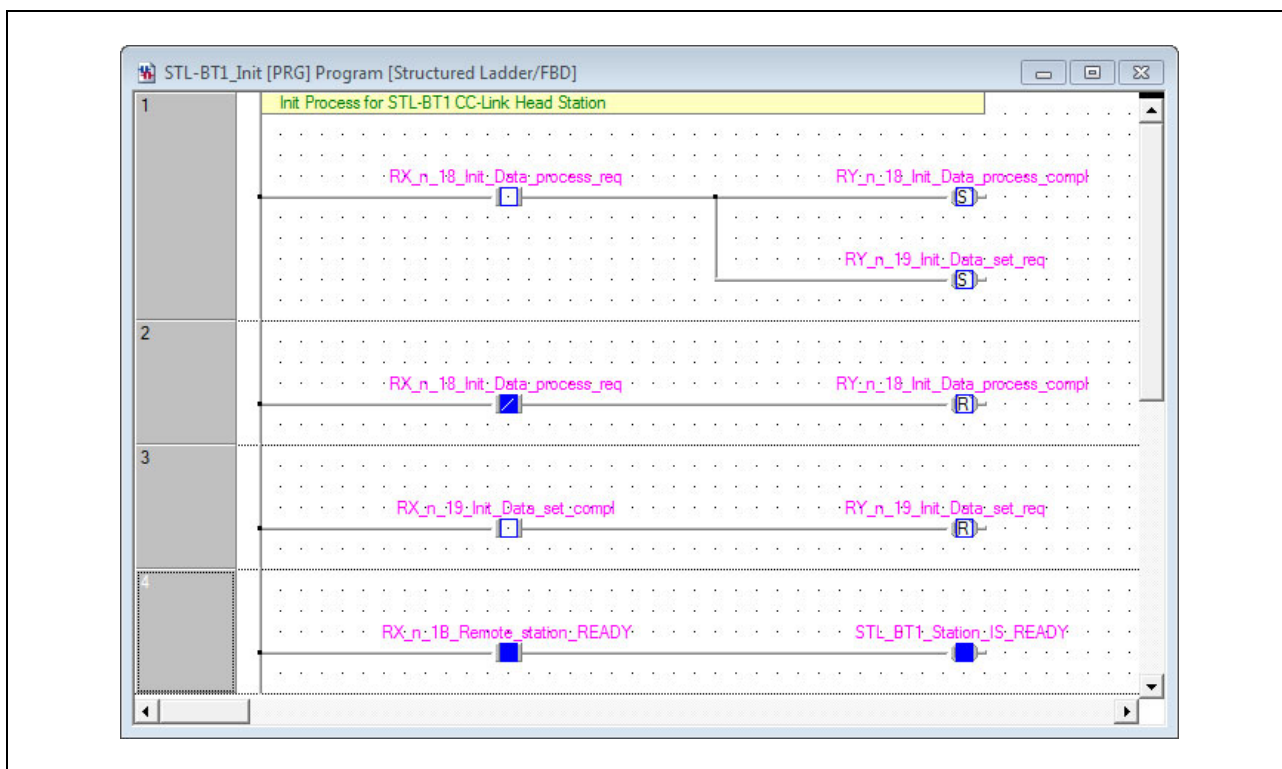 STL-BT1_Init [PRG] Program [Structured Ladder/FBD]
1
Init Process for STL-BT1 CC-Link Head Station
RX_n_18_Init_Data_process_req
RY_n_18_Init_Data_process_compl
S
RY_n_19_Init_Data_set_req
S
2
RX_n_18_Init_Data_process_req
RY_n_18_Init_Data_process_compl
R
3
RX_n_19_Init_Data_set_compl
RY_n_19_Init_Data_set_req
R
4
RX_n_1B_Remote_station_READY
STL_BT1_Station_IS_READY